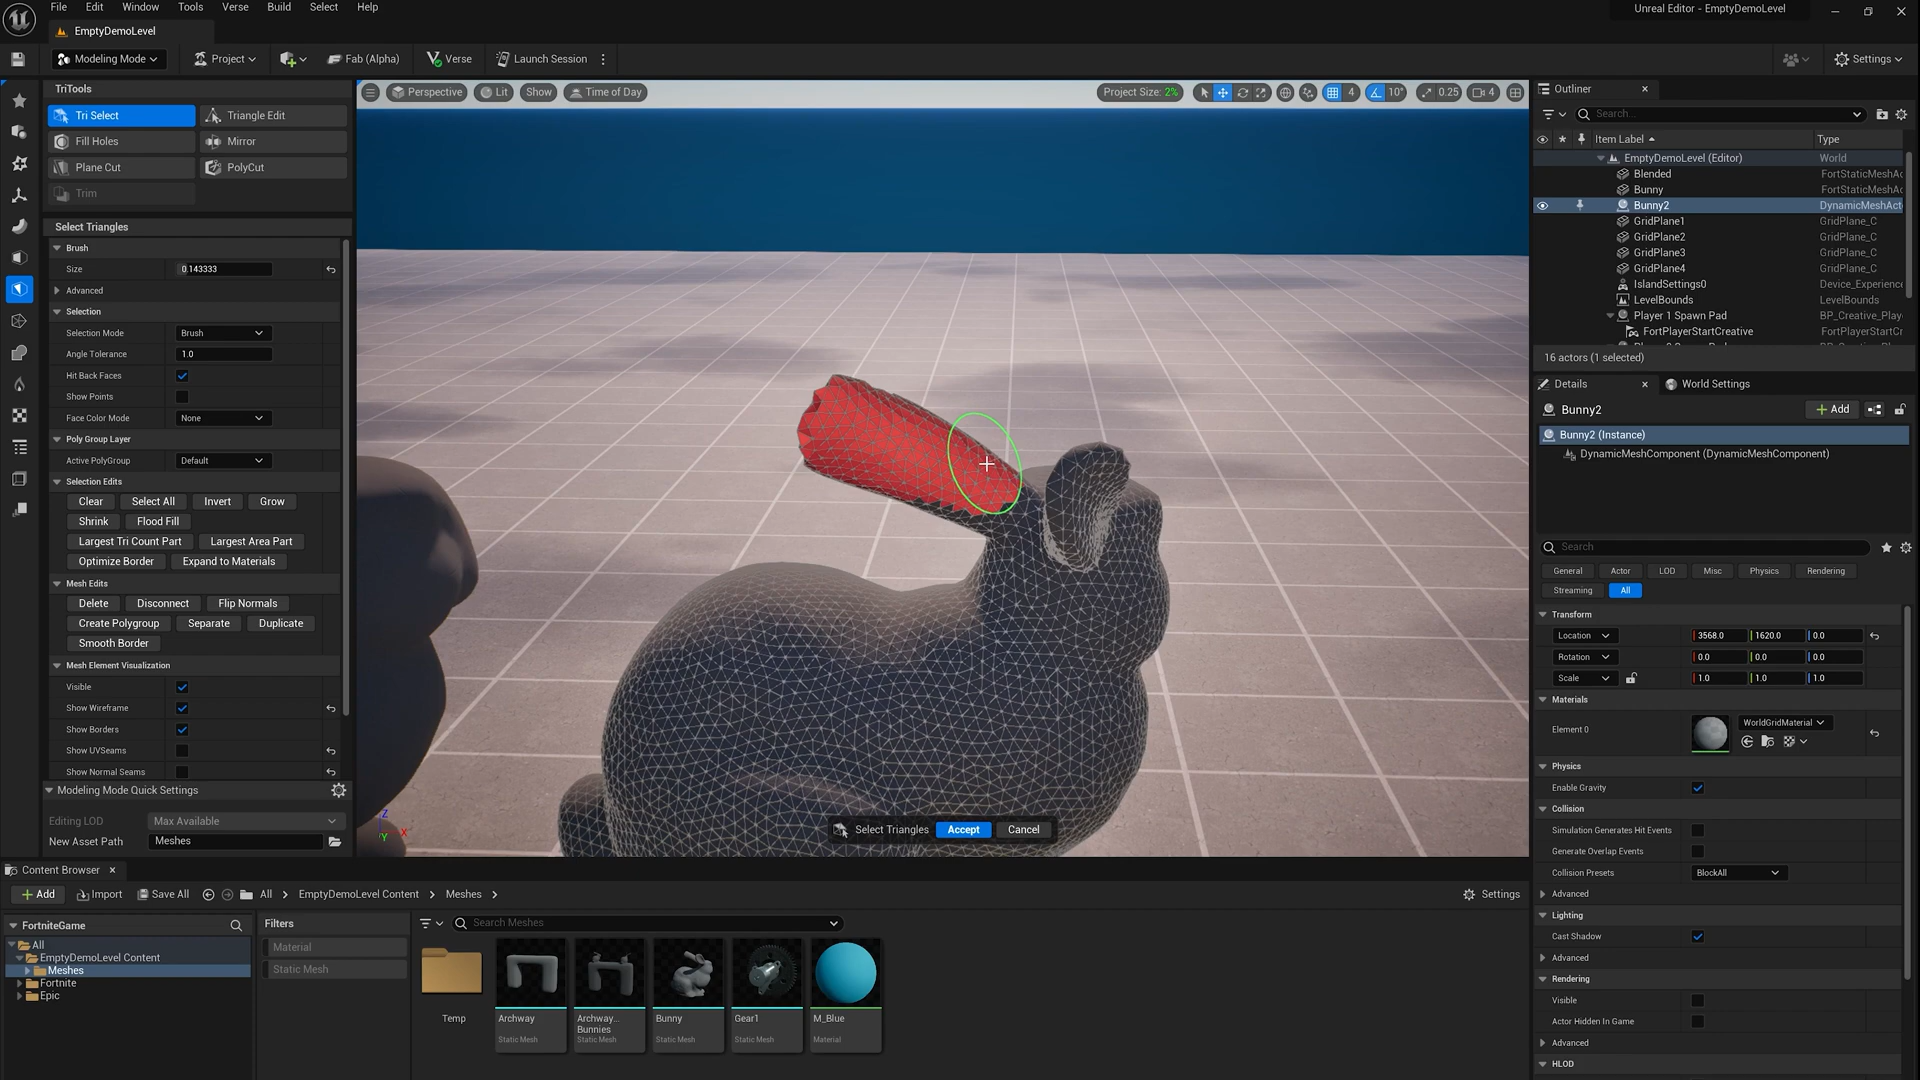 File Edit Window Tools Verse Build Select Help
Unreal Editor - EmptyDemoLevel
EmptyDemoLevel
Modeling Mode Project Fab (Alpha) Verse Launch Session Settings
TriTools
Tri Select Triangle Edit
Fill Holes Mirror
Plane Cut PolyCut
Trim
Select Triangles
Brush
Size 0.143333
Advanced
Selection
Selection Mode Brush
Angle Tolerance 1.0
Hit Back Faces
Show Points
Face Color Mode None
Poly Group Layer
Active PolyGroup Default
Selection Edits
Clear Select All Invert Grow
Shrink Flood Fill
Largest Tri Count Part Largest Area Part
Optimize Border Expand to Materials
Mesh Edits
Delete Disconnect Flip Normals
Create Polygroup Separate Duplicate
Smooth Border
Mesh Element Visualization
Visible
Show Wireframe
Show Borders
Show UVSeams
Show Normal Seams
Modeling Mode Quick Settings
Editing LOD Max Available
New Asset Path Meshes
Perspective Lit Show Time of Day Project Size: 2% 4 10° 0.25 4
Z
X
Y
Select Triangles Accept Cancel
Outliner
Search...
Item Label Type
EmptyDemoLevel (Editor) World
Blended FortStaticMeshAc
Bunny FortStaticMeshAc
Bunny2 DynamicMeshAct
GridPlane1 GridPlane_C
GridPlane2 GridPlane_C
GridPlane3 GridPlane_C
GridPlane4 GridPlane_C
IslandSettings0 Device_Experience
LevelBounds LevelBounds
Player 1 Spawn Pad BP_Creative_Play
FortPlayerStartCreative FortPlayerStartCr
16 actors (1 selected)
Details World Settings
Bunny2 Add
Bunny2 (Instance)
DynamicMeshComponent (DynamicMeshComponent)
Search
General Actor LOD Misc Physics Rendering
Streaming All
Transform
Location 3568.0 1620.0 0.0
Rotation 0.0 0.0 0.0
Scale 1.0 1.0 1.0
Materials
Element 0 WorldGridMaterial
Physics
Enable Gravity
Collision
Simulation Generates Hit Events
Generate Overlap Events
Collision Presets BlockAll
Advanced
Lighting
Cast Shadow
Advanced
Rendering
Visible
Actor Hidden In Game
Advanced
HLOD
Content Browser
Add Import Save All All EmptyDemoLevel Content Meshes Settings
FortniteGame
All
EmptyDemoLevel Content
Meshes
Fortnite
Epic
Filters
Material
Static Mesh
Search Meshes
Temp
Archway
Static Mesh
Archway...
Bunnies
Static Mesh
Bunny
Static Mesh
Gear1
Static Mesh
M_Blue
Material